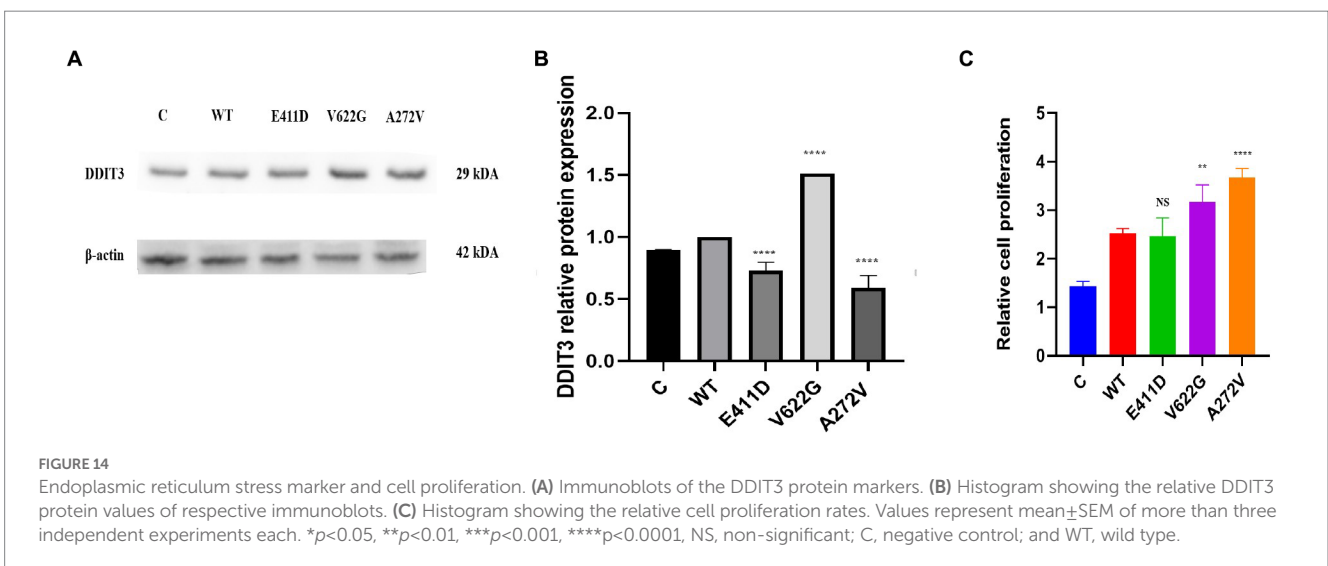 A
C WT E411D V622G A272V
DDIT3 29 kDa
β-actin 42 kDa
B
DDIT3 relative protein expression
2.0
1.5
1.0
0.5
0.0
****
****
****
C WT E411D V622G A272V
C
Relative cell proliferation
5
4
3
2
1
0
NS
**
****
C WT E411D V622G A272V
FIGURE 14
Endoplasmic reticulum stress marker and cell proliferation. (A) Immunoblots of the DDIT3 protein markers. (B) Histogram showing the relative DDIT3
protein values of respective immunoblots. (C) Histogram showing the relative cell proliferation rates. Values represent mean±SEM of more than three
independent experiments each. *p<0.05, **p<0.01, ***p<0.001, ****p<0.0001, NS, non-significant; C, negative control; and WT, wild type.